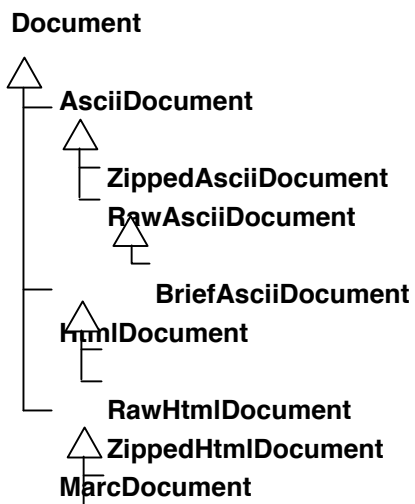 Document
AsciiDocument
ZippedAsciiDocument
RawAsciiDocument
BriefAsciiDocument
HtmlDocument
RawHtmlDocument
ZippedHtmlDocument
MarcDocument